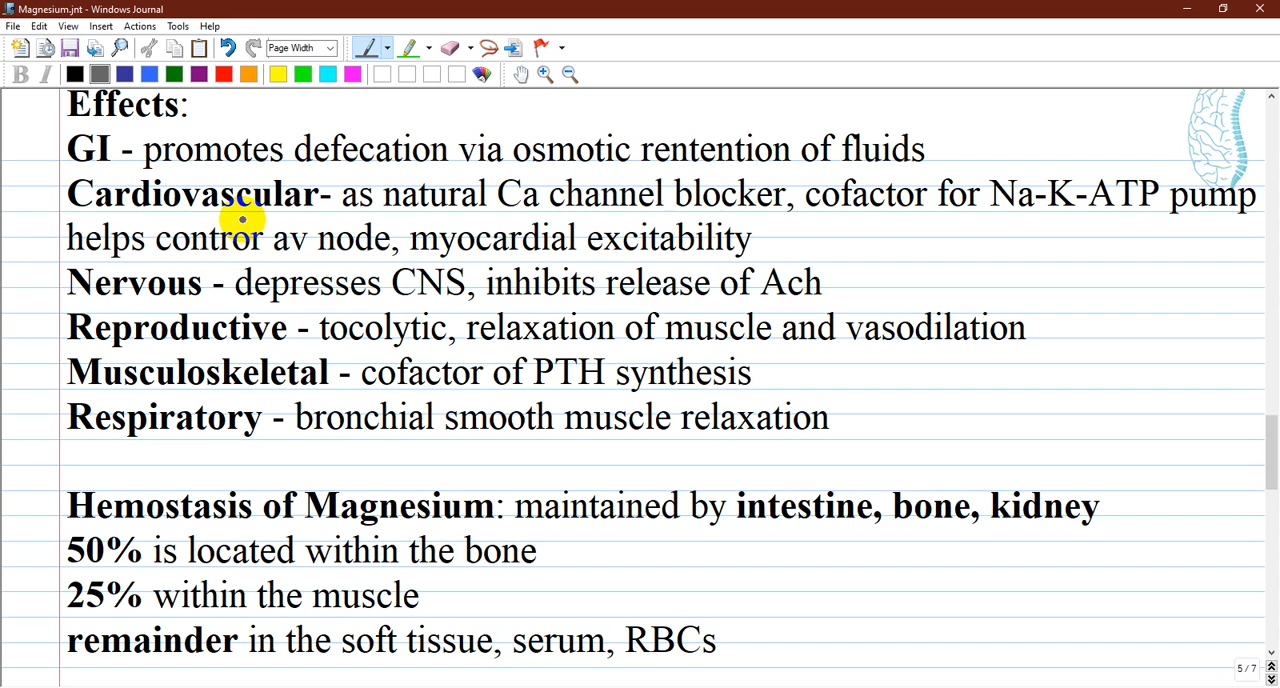 Magnesium.jnt - Windows Journal
File Edit View Insert Actions Tools Help
Page Width
B I
Effects:
GI - promotes defecation via osmotic rentention of fluids
Cardiovascular- as natural Ca channel blocker, cofactor for Na-K-ATP pump
helps contror av node, myocardial excitability
Nervous - depresses CNS, inhibits release of Ach
Reproductive - tocolytic, relaxation of muscle and vasodilation
Musculoskeletal - cofactor of PTH synthesis
Respiratory - bronchial smooth muscle relaxation
Hemostasis of Magnesium: maintained by intestine, bone, kidney
50% is located within the bone
25% within the muscle
remainder in the soft tissue, serum, RBCs
5 / 7